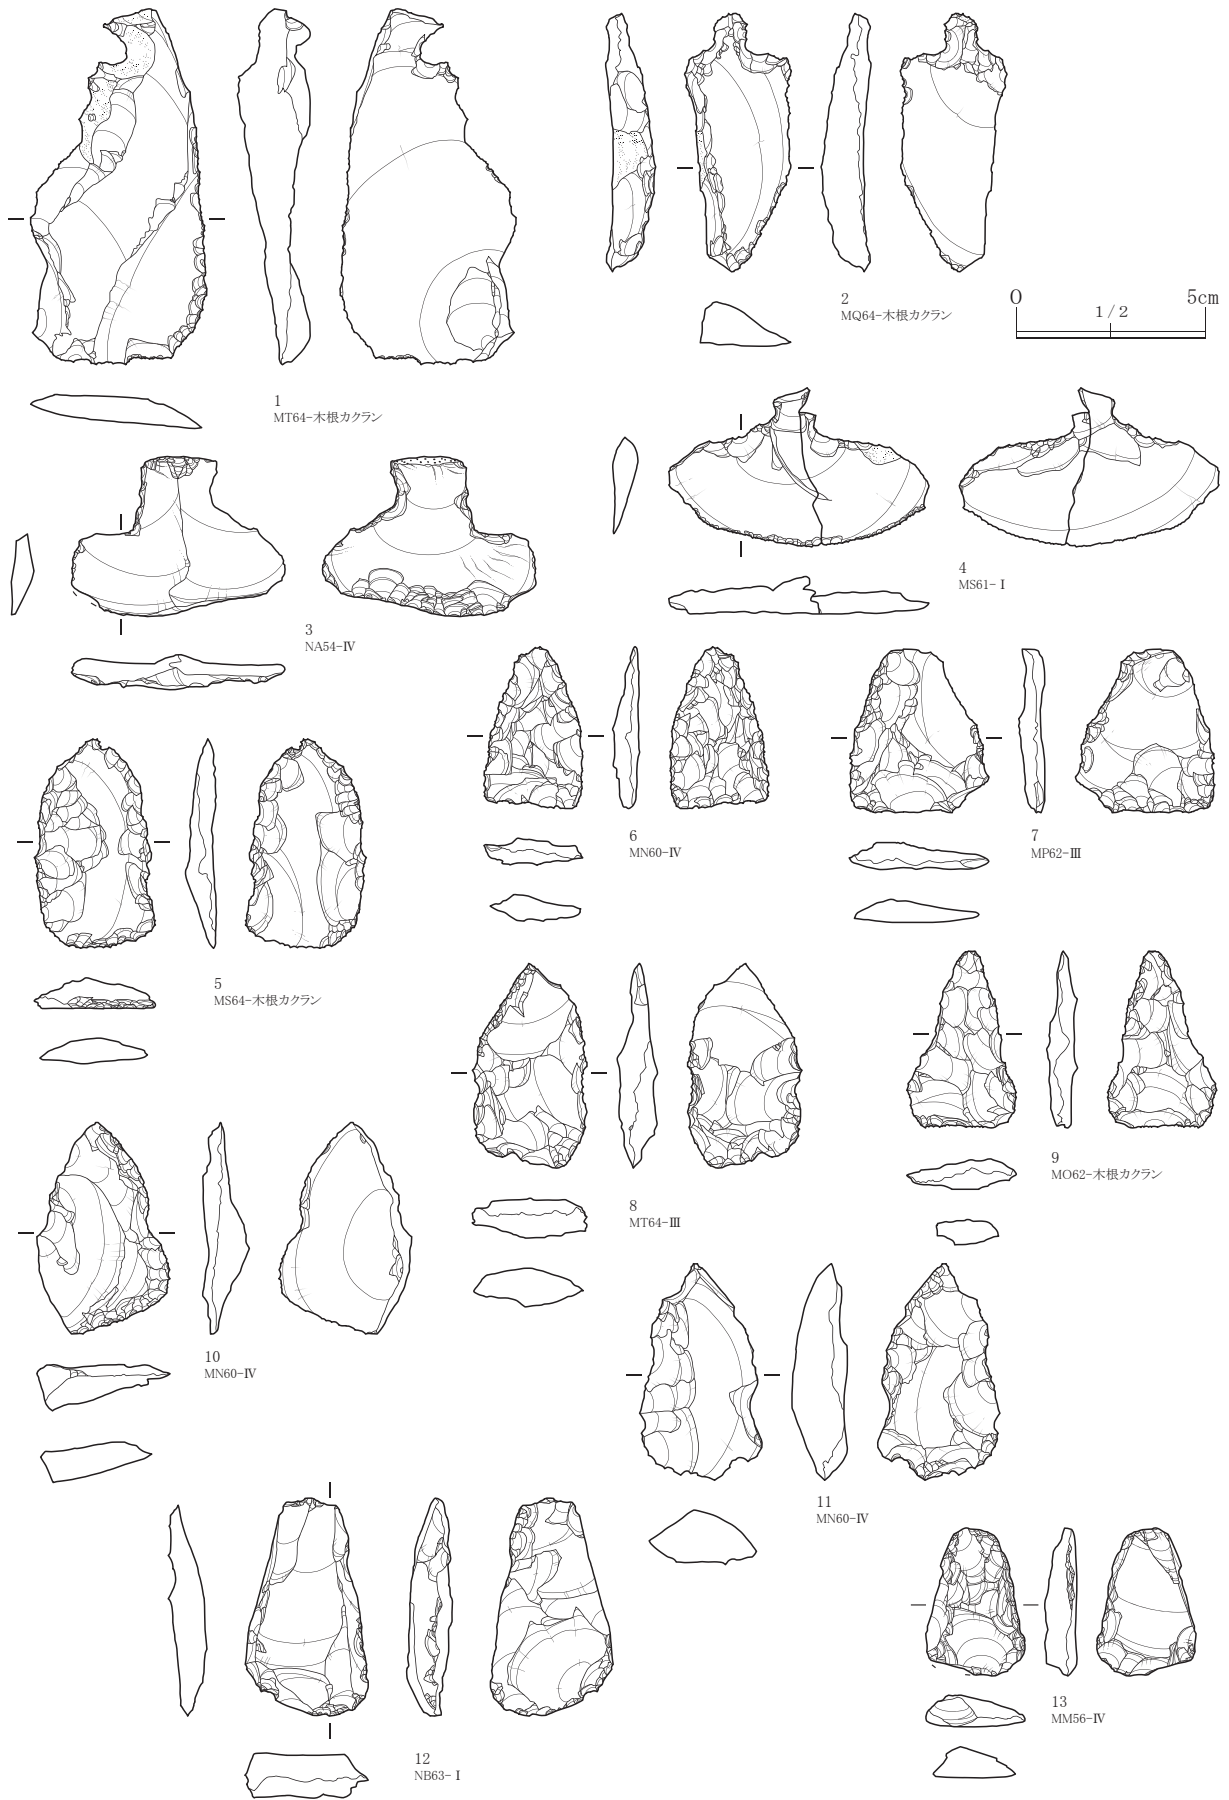 1
MT64-木根カクラン
2
MQ64-木根カクラン
0 1/2 5cm
3
NA54-Ⅳ
4
MS61-Ⅰ
5
MS64-木根カクラン
6
MN60-Ⅳ
7
MP62-Ⅲ
8
MT64-Ⅲ
9
MO62-木根カクラン
10
MN60-Ⅳ
11
MN60-Ⅳ
12
NB63-Ⅰ
13
MM56-Ⅳ